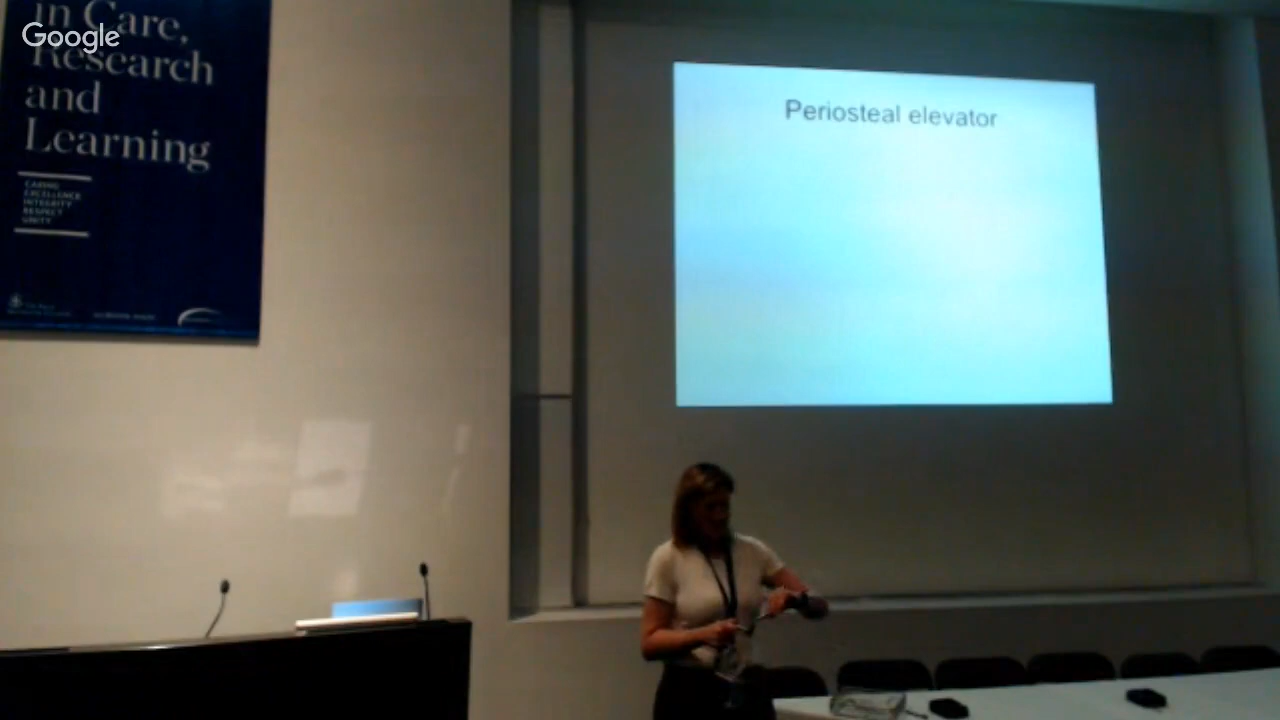 in Care,
Google
Research
and
Learning
CARING
EXCELLENCE
INTEGRITY
RESPECT
UNITY
Periosteal elevator